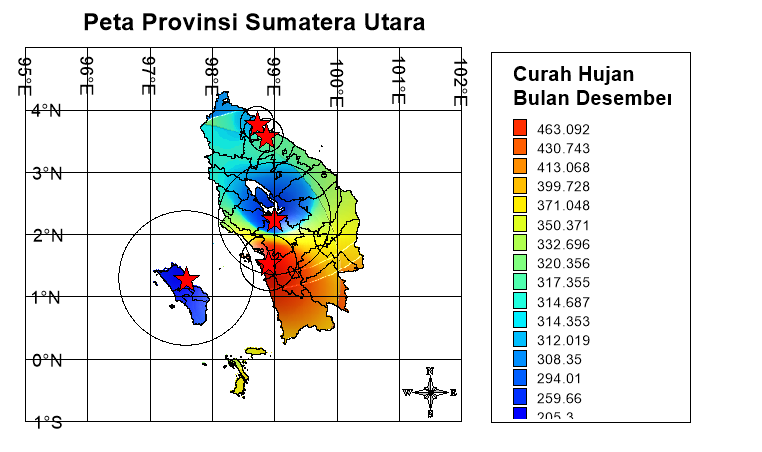 Peta Provinsi Sumatera Utara
95°E
96°E
97°E
98°E
99°E
100°E
101°E
102°E
4°N
3°N
2°N
1°N
0°N
1°S
N
W
E
S
Curah Hujan
Bulan Desember
463.092
430.743
413.068
399.728
371.048
350.371
332.696
320.356
317.355
314.687
314.353
312.019
308.35
294.01
259.66
205.3